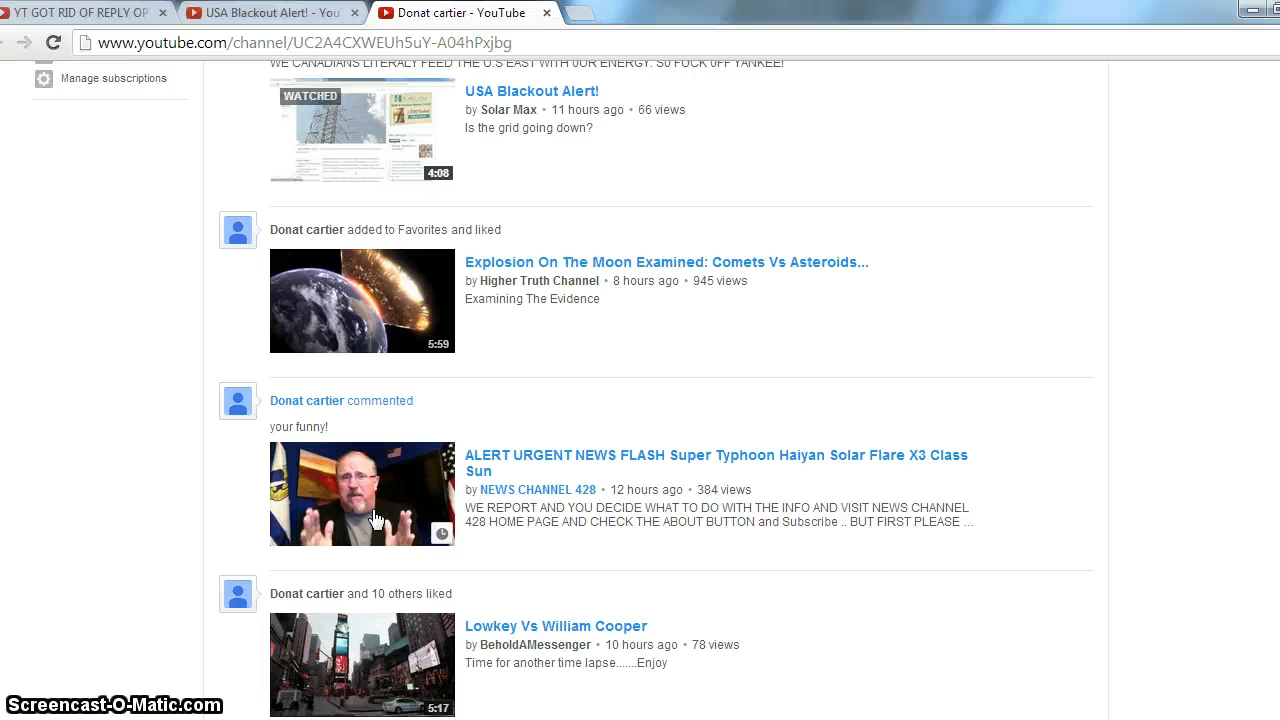 YT GOT RID OF REPLY OP
USA Blackout Alert! - You
Donat cartier - YouTube
www.youtube.com/channel/UC2A4CXWEUh5uY-A04hPxjbg
WE CANADIANS LITERALY FEED THE U.S EAST WITH OUR ENERGY. SO FUCK OFF YANKEE!
Manage subscriptions
WATCHED
USA Blackout Alert!
by Solar Max • 11 hours ago • 66 views
Is the grid going down?
4:08
Donat cartier added to Favorites and liked
Explosion On The Moon Examined: Comets Vs Asteroids...
by Higher Truth Channel • 8 hours ago • 945 views
Examining The Evidence
5:59
Donat cartier commented
your funny!
ALERT URGENT NEWS FLASH Super Typhoon Haiyan Solar Flare X3 Class
Sun
by NEWS CHANNEL 428 • 12 hours ago • 384 views
WE REPORT AND YOU DECIDE WHAT TO DO WITH THE INFO AND VISIT NEWS CHANNEL
428 HOME PAGE AND CHECK THE ABOUT BUTTON and Subscribe .. BUT FIRST PLEASE ...
Donat cartier and 10 others liked
Lowkey Vs William Cooper
by BeholdAMessenger • 10 hours ago • 78 views
Time for another time lapse.......Enjoy
5:17
Screencast-O-Matic.com